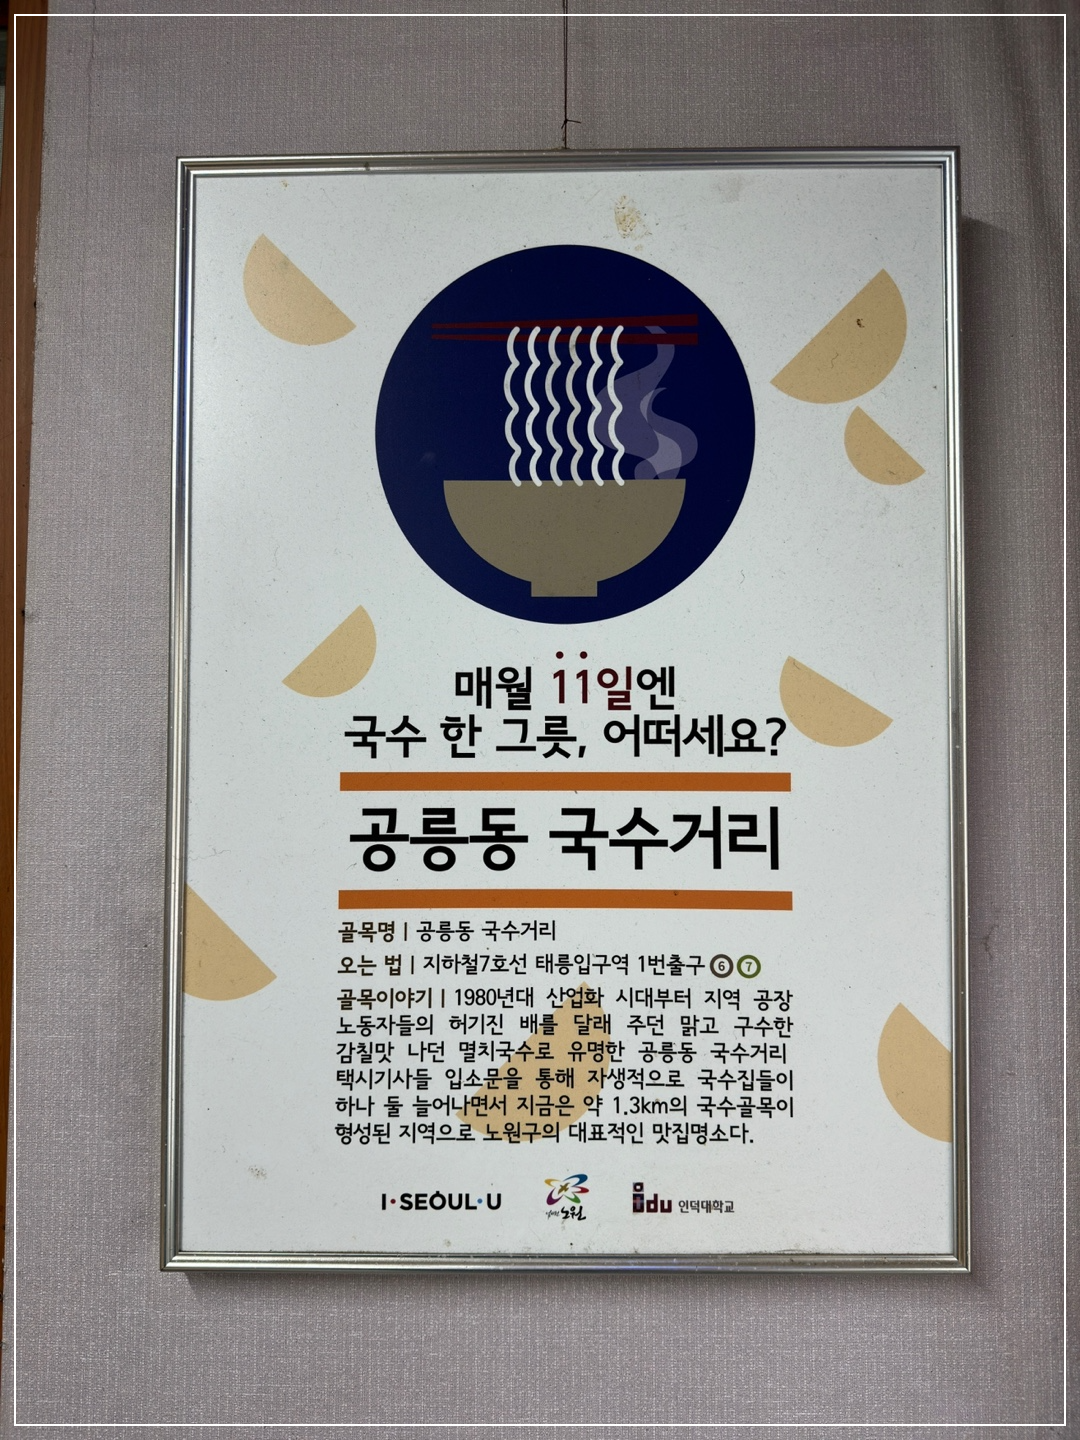 매월 11일엔
국수 한 그릇, 어떠세요?
공릉동 국수거리
골목명 | 공릉동 국수거리
오는 법 | 지하철7호선 태릉입구역 1번출구 6 7
골목이야기 | 1980년대 산업화 시대부터 지역 공장
노동자들의 허기진 배를 달래 주던 맑고 구수한
감칠맛 나던 멸치국수로 유명한 공릉동 국수거리
택시기사들 입소문을 통해 자생적으로 국수집들이
하나 둘 늘어나면서 지금은 약 1.3km의 국수골목이
형성된 지역으로 노원구의 대표적인 맛집명소다.
I·SEOUL·U
노원
idu 인덕대학교